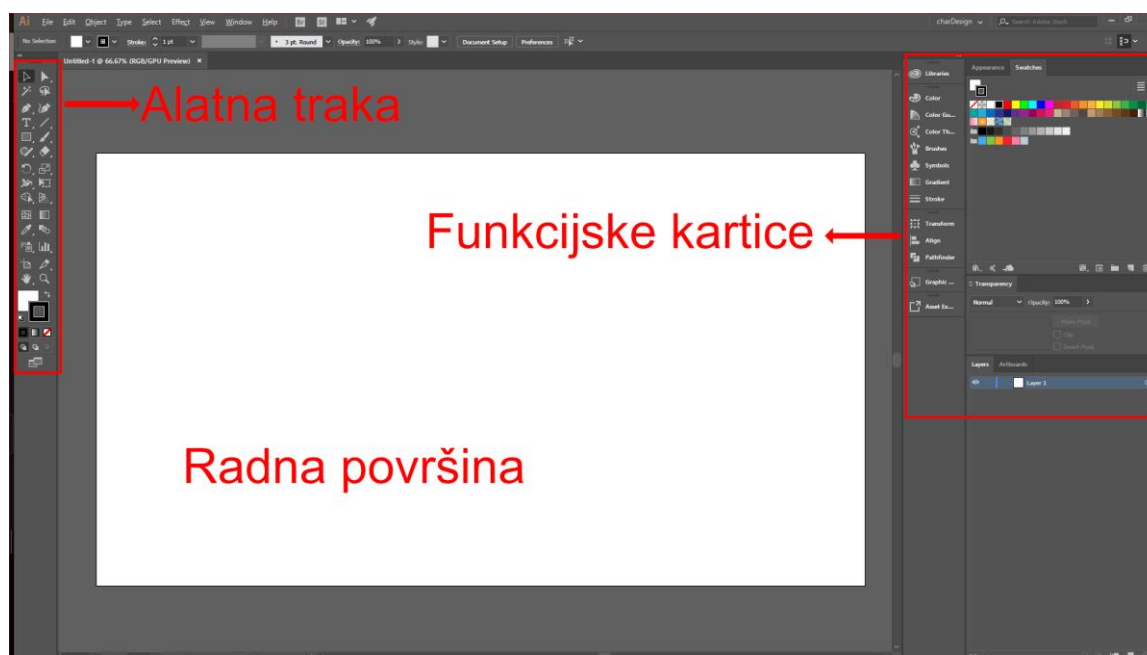 Ai File Edit Object Type Select Effect View Window Help Br St charDesign Search Adobe Stock
No Selection Stroke: 1 pt 3 pt. Round Opacity: 100% Style: Document Setup Preferences
Untitled-1 @ 66.67% (RGB/GPU Preview) ×
Alatna traka
Radna površina
Funkcijske kartice
Libraries
Color
Color Gu...
Color Th...
Brushes
Symbols
Gradient
Stroke
Transform
Align
Pathfinder
Graphic ...
Asset Ex...
Appearance Swatches
Transparency
Normal Opacity: 100%
Make Mask
Clip
Invert Mask
Layers Artboards
Layer 1